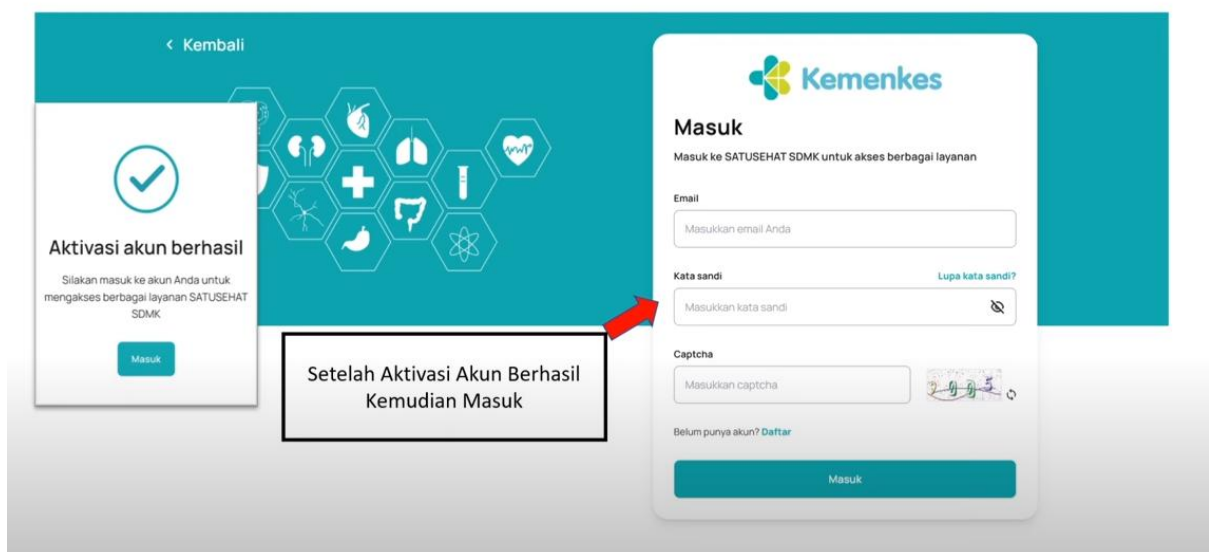 < Kembali
Aktivasi akun berhasil
Silakan masuk ke akun Anda untuk
mengakses berbagai layanan SATUSEHAT
SDMK
Masuk
Setelah Aktivasi Akun Berhasil
Kemudian Masuk
Kemenkes
Masuk
Masuk ke SATUSEHAT SDMK untuk akses berbagai layanan
Email
Masukkan email Anda
Kata sandi Lupa kata sandi?
Masukkan kata sandi
Captcha
Masukkan captcha
Belum punya akun? Daftar
Masuk